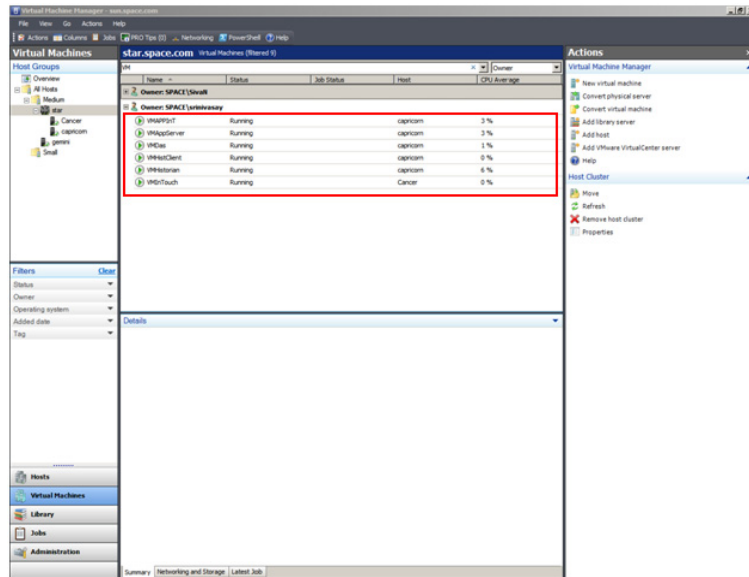 Virtual Machine Manager - sun.space.com
File View Go Actions Help
Actions Columns Jobs PRO Tips (0) Networking PowerShell Help
Virtual Machines
Host Groups
Overview
All Hosts
Medium
star
Cancer
capricorn
gemini
Small
Filters Clear
Status
Owner
Operating system
Added date
Tag
Hosts
Virtual Machines
Library
Jobs
Administration
star.space.com Virtual Machines (filtered 9)
VM Owner
Name Status Job Status Host CPU Average
Owner: SPACE\SivaN
Owner: SPACE\srinivasay
VMAPPInT Running capricorn 3 %
VMAppServer Running capricorn 3 %
VMDas Running capricorn 1 %
VMHistClient Running capricorn 0 %
VMHistorian Running capricorn 6 %
VMInTouch Running Cancer 0 %
Details
Summary Networking and Storage Latest Job
Actions
Virtual Machine Manager
New virtual machine
Convert physical server
Convert virtual machine
Add library server
Add host
Add VMware VirtualCenter server
Help
Host Cluster
Move
Refresh
Remove host cluster
Properties